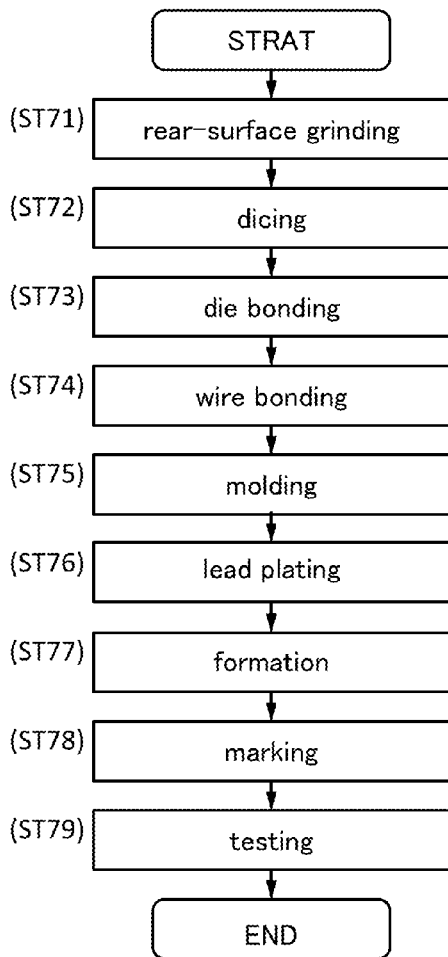 STRAT
(ST71) rear-surface grinding
(ST72) dicing
(ST73) die bonding
(ST74) wire bonding
(ST75) molding
(ST76) lead plating
(ST77) formation
(ST78) marking
(ST79) testing
END